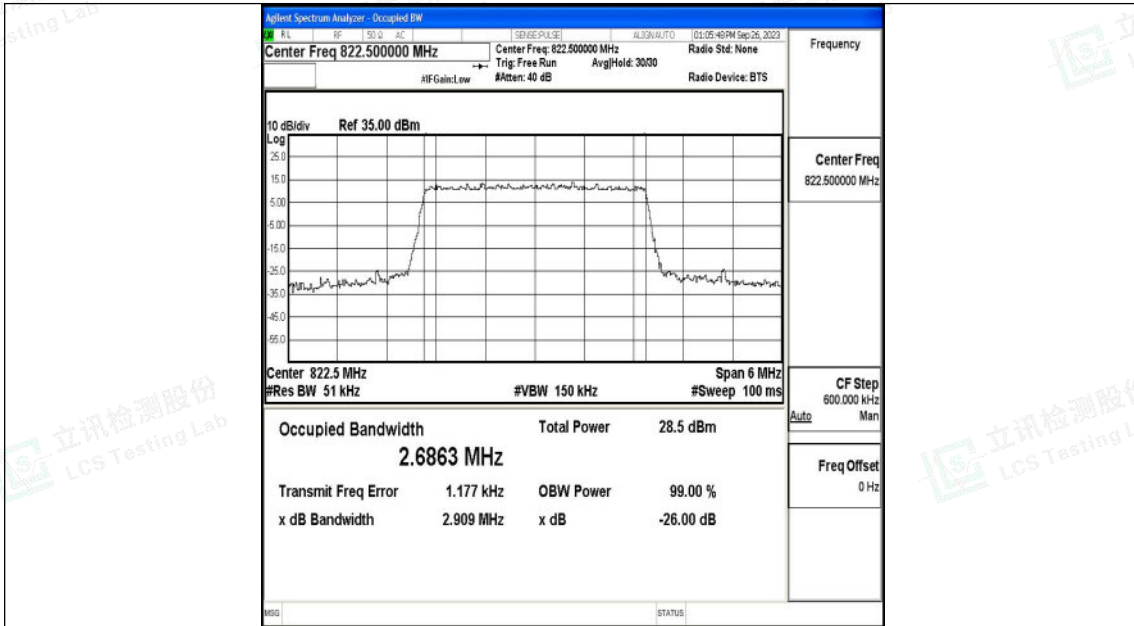 Agilent Spectrum Analyzer - Occupied BW
RL RF 50 Ω AC SENSE:PULSE ALIGNAUTO 01:05:48PM Sep 26, 2023
Center Freq 822.500000 MHz
Center Freq: 822.500000 MHz
Radio Std: None
Trig: Free Run
Avg|Hold: 30/30
#IFGain:Low
#Atten: 40 dB
Radio Device: BTS
10 dB/div
Ref 35.00 dBm
Log
25.0
15.0
5.00
-5.00
-15.0
-25.0
-35.0
-45.0
-55.0
Center 822.5 MHz
Span 6 MHz
#Res BW 51 kHz
#VBW 150 kHz
#Sweep 100 ms
Occupied Bandwidth
Total Power
28.5 dBm
2.6863 MHz
Transmit Freq Error
1.177 kHz
OBW Power
99.00 %
x dB Bandwidth
2.909 MHz
x dB
-26.00 dB
MSG
STATUS
Frequency
Center Freq
822.500000 MHz
CF Step
600.000 kHz
Auto
Man
Freq Offset
0 Hz
sting Lab
立讯检测股份
LCS Testing Lab
立
立讯检测股份
LCS Testing L